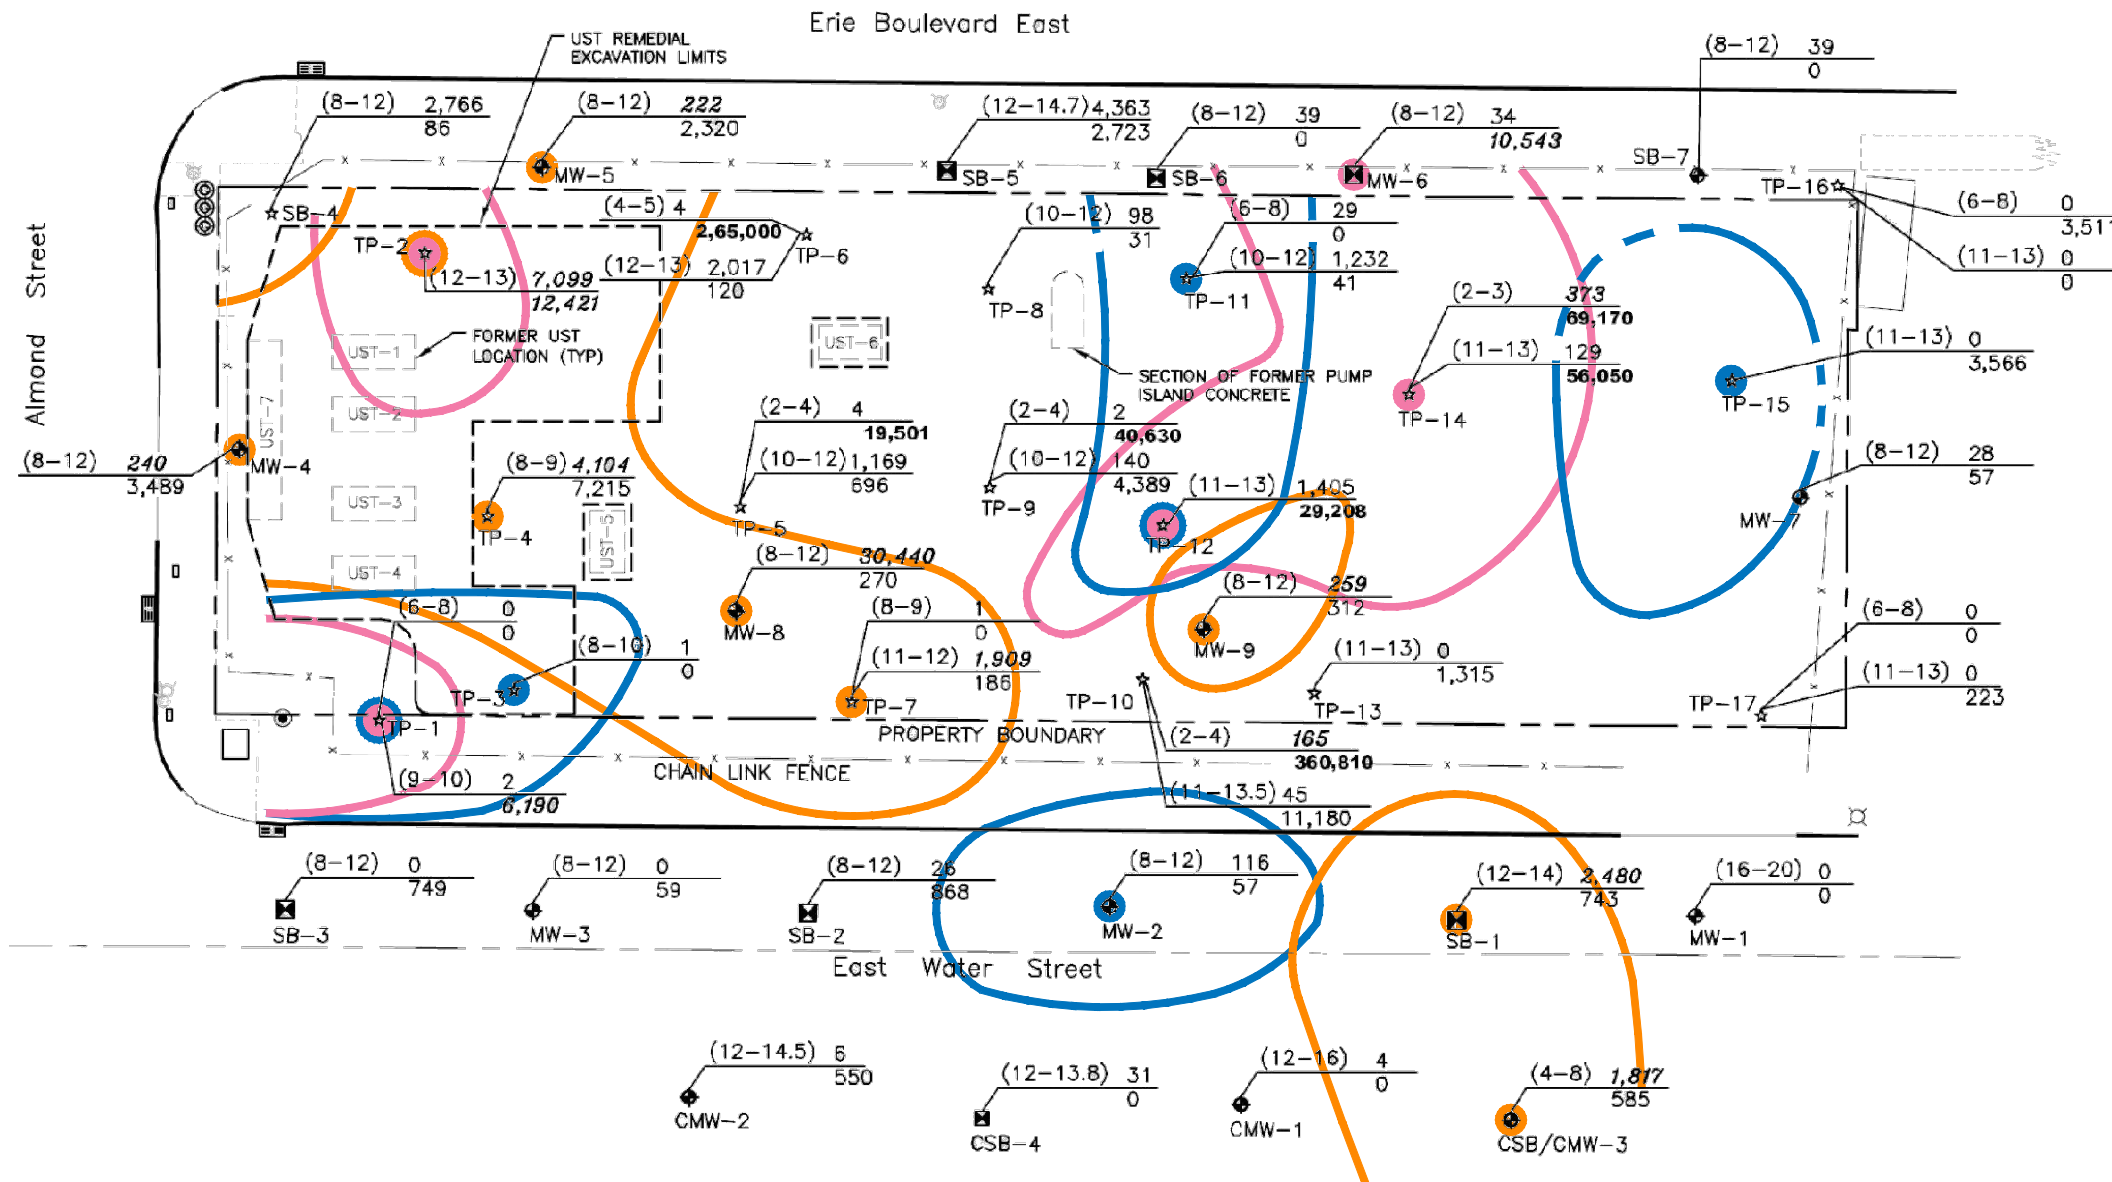 Erie Boulevard East
UST REMEDIAL
EXCAVATION LIMITS
(8-12) 39
0
(8-12) 2,766
86
(8-12) 222
2,320
(12-14.7) 4,363
2,723
(8-12) 39
0
(8-12) 34
10,543
SB-7
MW-5
SB-5
SB-6
MW-6
TP-16
(6-8) 0
3,511
(11-13) 0
0
SB-4
TP-2
(4-5) 4
2,65,000
(12-13) 2,017
120
TP-6
(10-12) 98
31
TP-8
(6-8) 29
0
(10-12) 1,232
41
TP-11
(12-13) 7,099
12,421
Almond Street
FORMER UST
LOCATION (TYP)
UST-1
UST-2
UST-3
UST-4
UST-5
UST-6
UST-7
SECTION OF FORMER PUMP
ISLAND CONCRETE
(2-3) 373
69,170
(11-13) 129
56,050
TP-14
(11-13) 0
3,566
TP-15
(8-12) 240
3,489
MW-4
(8-9) 4,104
7,215
TP-4
(2-4) 4
19,501
(10-12) 1,169
696
TP-5
(2-4) 2
40,630
(10-12) 140
4,389
TP-9
(11-13) 1,405
29,208
TP-12
(8-12) 28
57
MW-7
(8-12) 30,440
270
MW-8
(8-12) 259
312
MW-9
(6-8) 0
0
(8-10) 1
0
TP-3
TP-1
(9-10) 2
6,190
(8-9) 1
0
(11-12) 1,909
186
TP-7
TP-10
(2-4) 165
360,810
(11-13.5) 45
11,180
(11-13) 0
1,315
TP-13
(6-8) 0
0
(11-13) 0
223
TP-17
PROPERTY BOUNDARY
CHAIN LINK FENCE
(8-12) 0
749
SB-3
(8-12) 0
59
MW-3
(8-12) 26
868
SB-2
(8-12) 116
57
MW-2
(12-14) 2,480
743
SB-1
(16-20) 0
0
MW-1
East Water Street
(12-14.5) 6
550
CMW-2
(12-13.8) 31
0
CSB-4
(12-16) 4
0
CMW-1
(4-8) 1,817
585
CSB/CMW-3